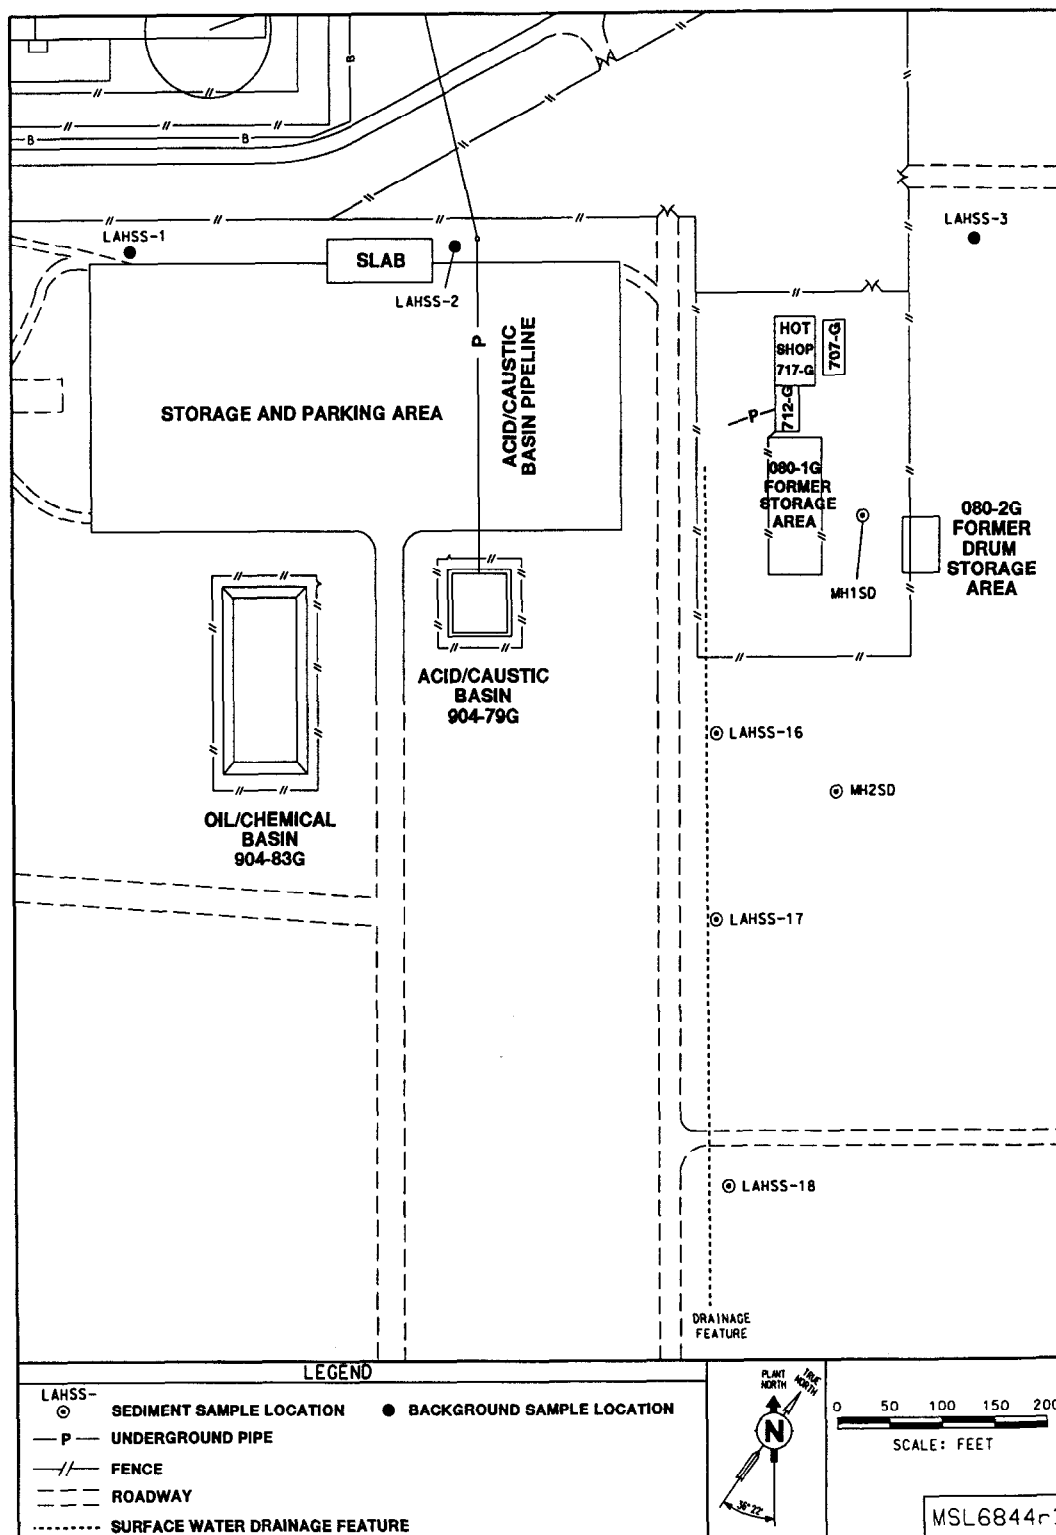 B
B
B
LAHSS-1
SLAB
LAHSS-2
LAHSS-3
P
ACID/CAUSTIC
BASIN PIPELINE
STORAGE AND PARKING AREA
HOT
SHOP
717-G
707-G
712-G
P
080-1G
FORMER
STORAGE
AREA
MH1SD
080-2G
FORMER
DRUM
STORAGE
AREA
ACID/CAUSTIC
BASIN
904-79G
LAHSS-16
MH2SD
OIL/CHEMICAL
BASIN
904-83G
LAHSS-17
LAHSS-18
DRAINAGE
FEATURE
LEGEND
LAHSS-
SEDIMENT SAMPLE LOCATION
BACKGROUND SAMPLE LOCATION
P UNDERGROUND PIPE
FENCE
ROADWAY
SURFACE WATER DRAINAGE FEATURE
PLANT
NORTH
TRUE
NORTH
N
36°22'
0 50 100 150 200
SCALE: FEET